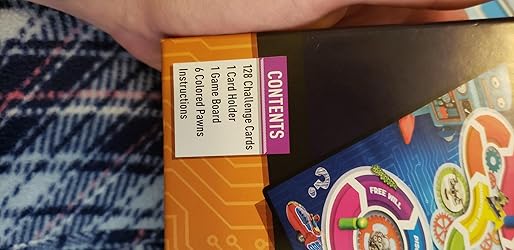 CONTENTS
128 Challenge Cards
1 Card Holder
1 Game Board
6 Colored Pawns
Instructions
FREE WILL